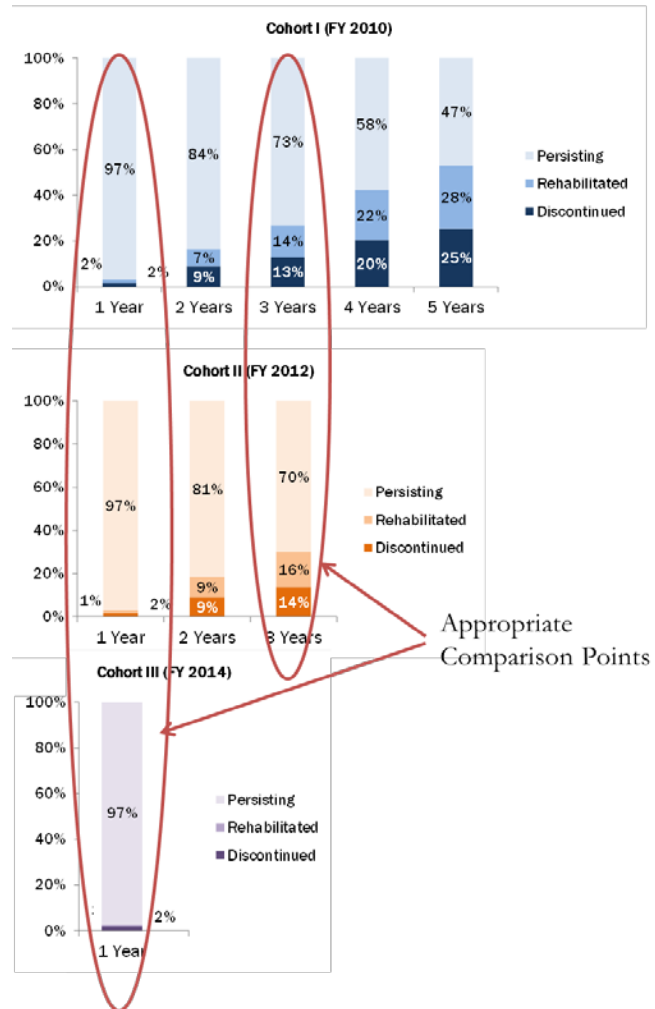 Cohort I (FY 2010)
100%
80%
60%
40%
20%
0%
97%
2%
2%
84%
7%
9%
73%
14%
13%
58%
22%
20%
47%
28%
25%
1 Year
2 Years
3 Years
4 Years
5 Years
Persisting
Rehabilitated
Discontinued
Cohort II (FY 2012)
100%
80%
60%
40%
20%
0%
97%
1%
2%
81%
9%
9%
70%
16%
14%
1 Year
2 Years
3 Years
Persisting
Rehabilitated
Discontinued
Appropriate
Comparison Points
Cohort III (FY 2014)
100%
80%
60%
40%
20%
0%
97%
2%
1 Year
Persisting
Rehabilitated
Discontinued